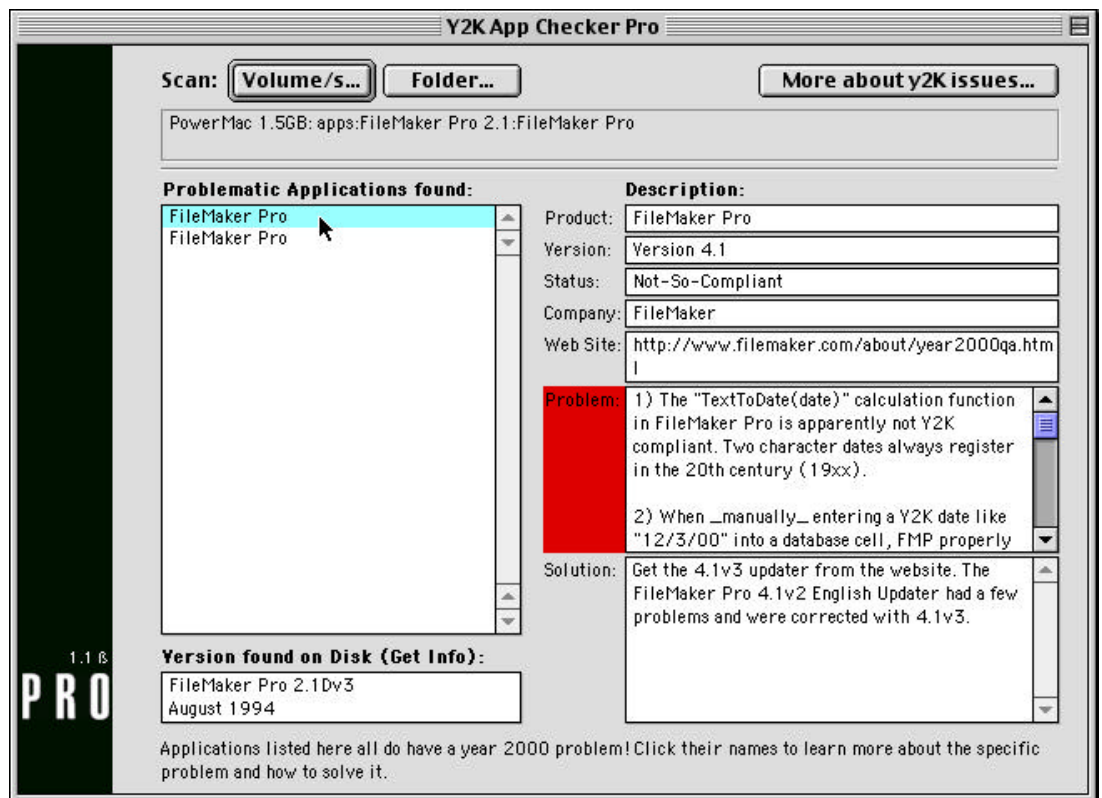 Y2K App Checker Pro
Scan: Volume/s... Folder... More about y2K issues...
PowerMac 1.5GB: apps:FileMaker Pro 2.1:FileMaker Pro
Problematic Applications found:
FileMaker Pro
FileMaker Pro
Description:
Product: FileMaker Pro
Version: Version 4.1
Status: Not-So-Compliant
Company: FileMaker
Web Site: http://www.filemaker.com/about/year2000qa.htm
l
Problem: 1) The "TextToDate(date)" calculation function
in FileMaker Pro is apparently not Y2K
compliant. Two character dates always register
in the 20th century (19xx).
2) When _manually_ entering a Y2K date like
"12/3/00" into a database cell, FMP properly
Solution: Get the 4.1v3 updater from the website. The
FileMaker Pro 4.1v2 English Updater had a few
problems and were corrected with 4.1v3.
1.1 ß
PRO
Version found on Disk (Get Info):
FileMaker Pro 2.1Dv3
August 1994
Applications listed here all do have a year 2000 problem! Click their names to learn more about the specific
problem and how to solve it.